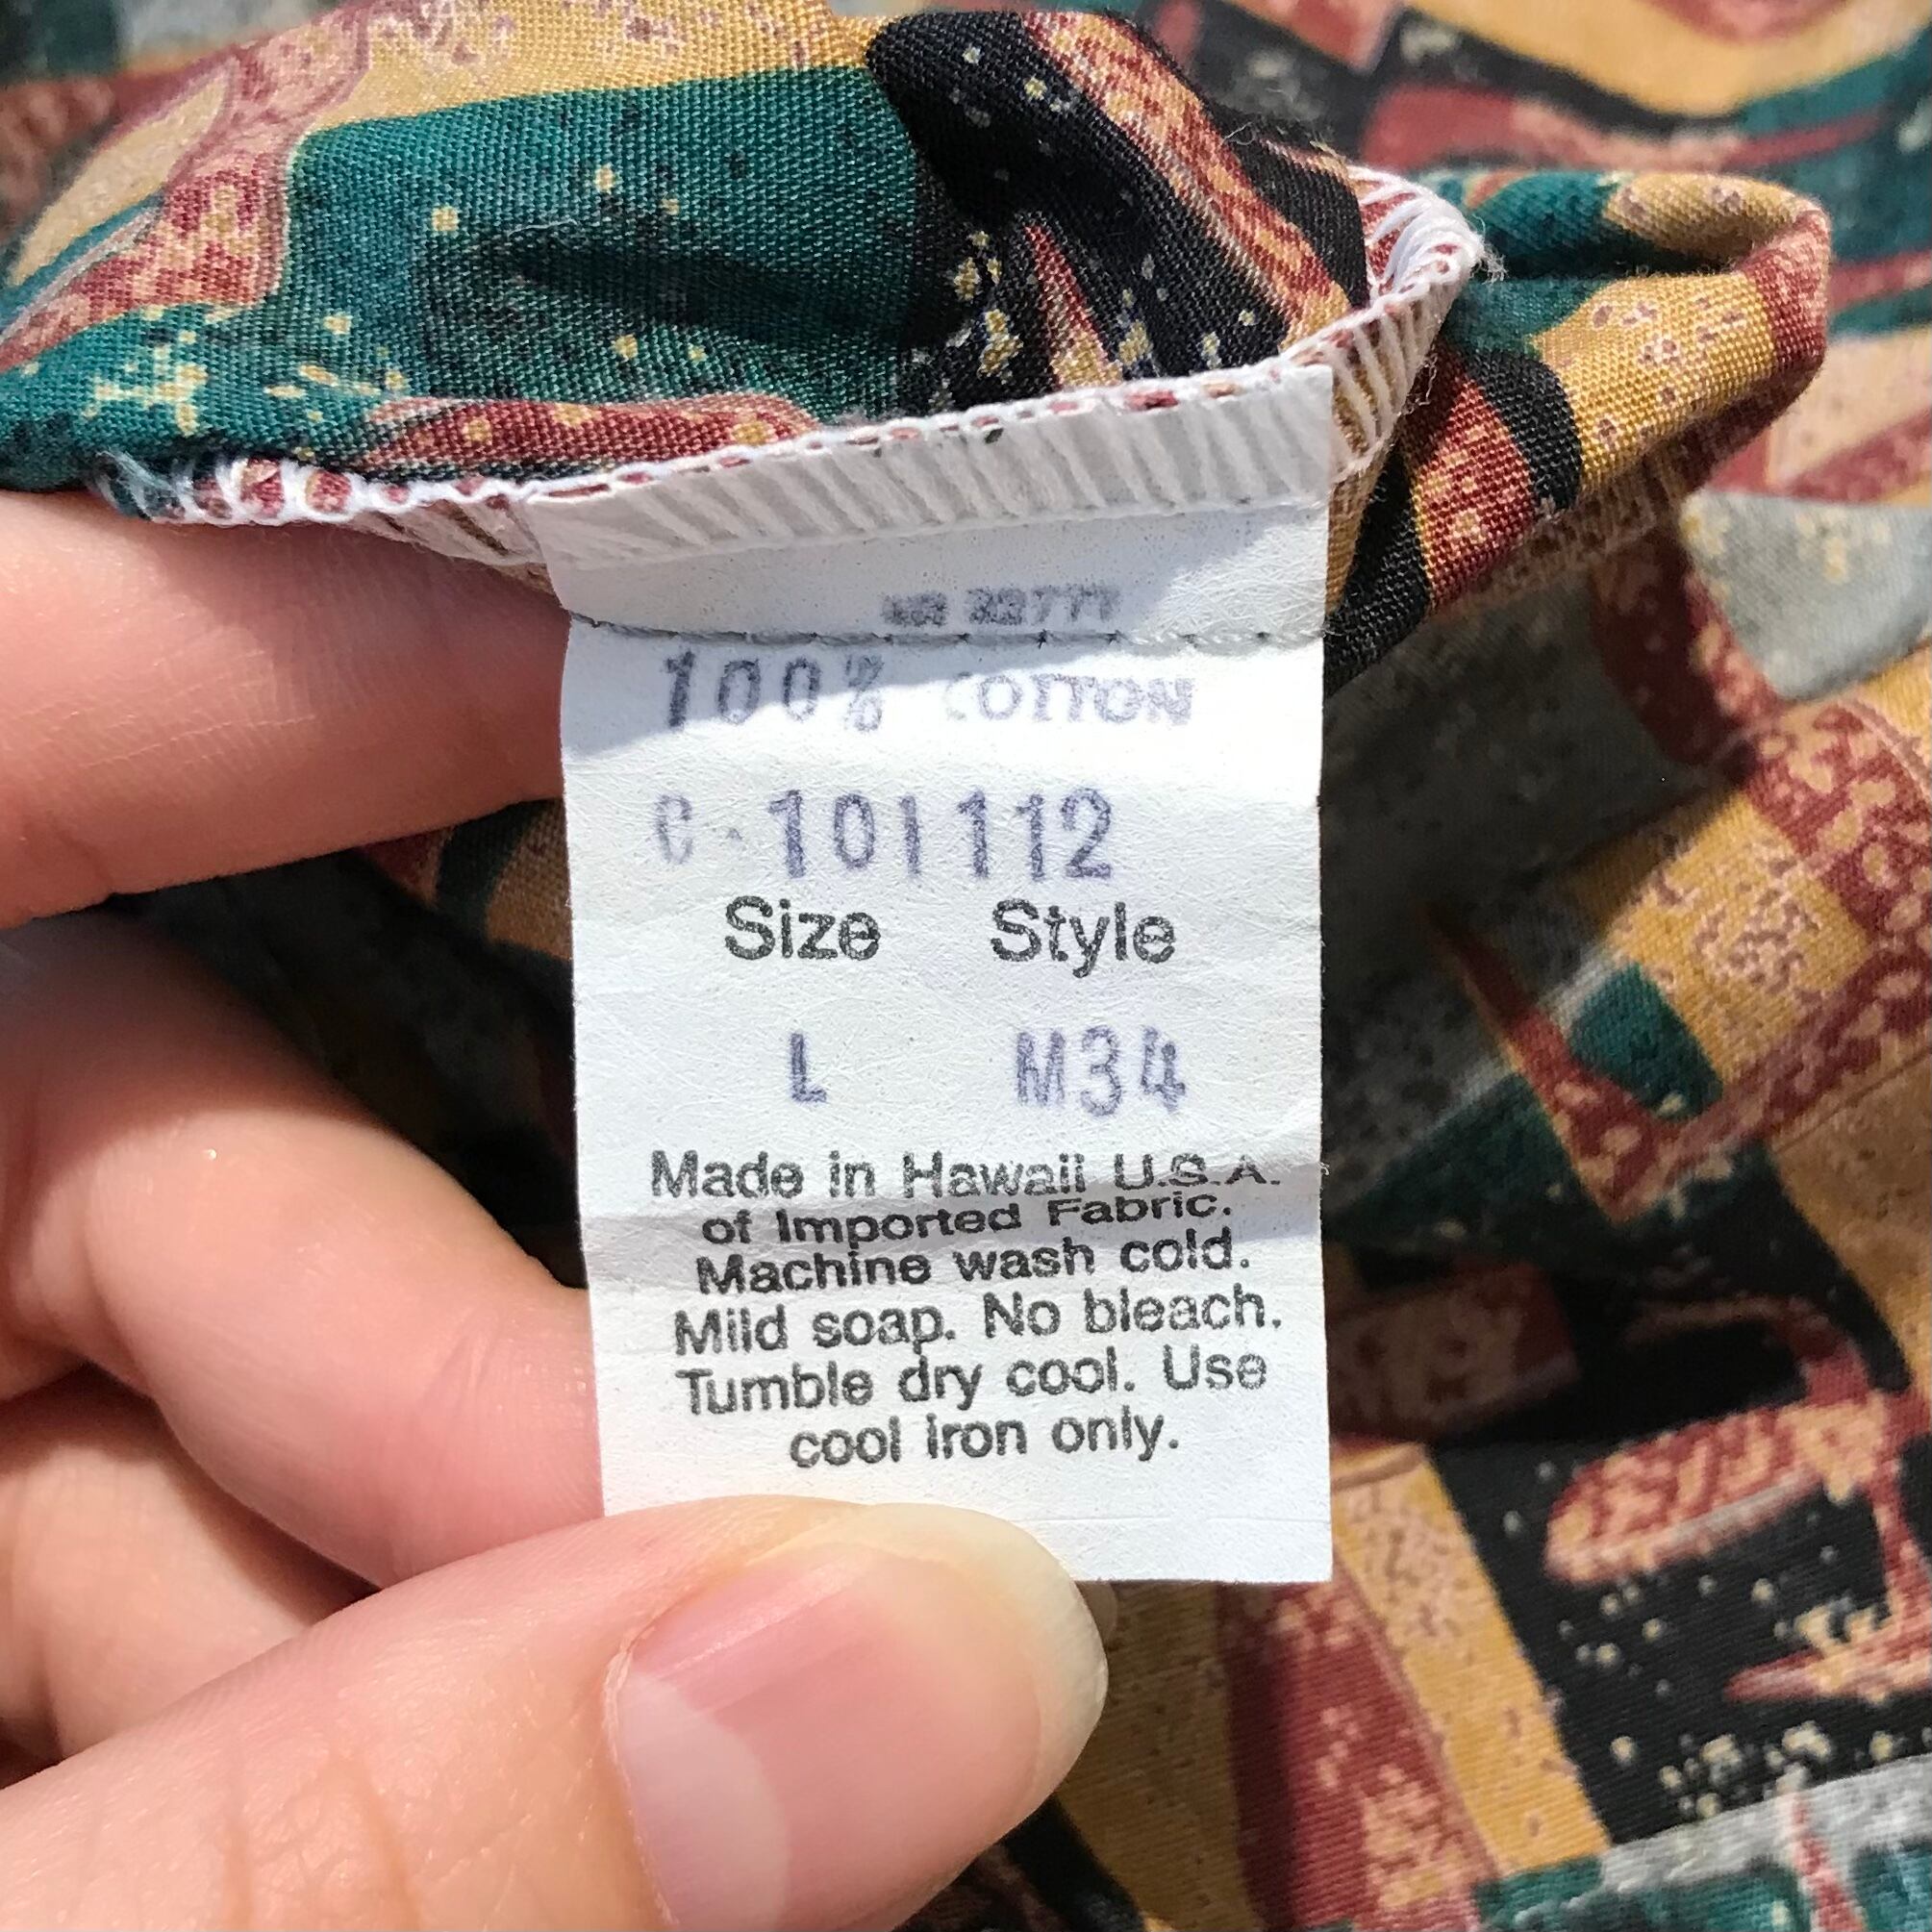 100% COTTON
C-101112
Size Style
L M34
Made in Hawaii U.S.A.
of Imported Fabric.
Machine wash cold.
Mild soap. No bleach.
Tumble dry cool. Use
cool iron only.